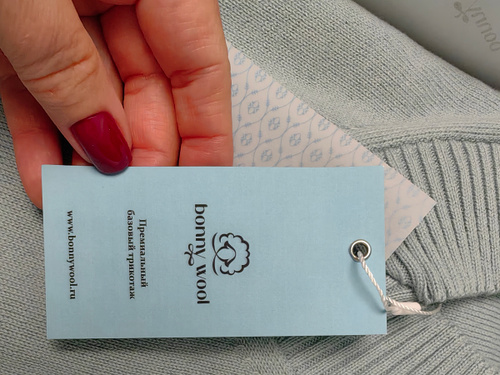 bonny wool
Премиальный
базовый трикотаж
www.bonnywool.ru